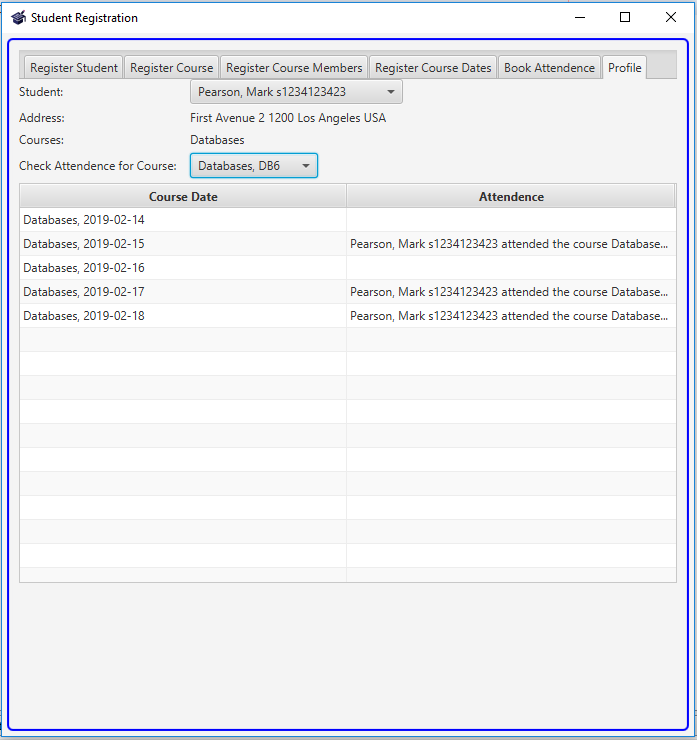 Student Registration
Register Student Register Course Register Course Members Register Course Dates Book Attendence Profile
Student: Pearson, Mark s1234123423
Address: First Avenue 2 1200 Los Angeles USA
Courses: Databases
Check Attendence for Course: Databases, DB6
Course Date Attendence
Databases, 2019-02-14
Databases, 2019-02-15 Pearson, Mark s1234123423 attended the course Database...
Databases, 2019-02-16
Databases, 2019-02-17 Pearson, Mark s1234123423 attended the course Database...
Databases, 2019-02-18 Pearson, Mark s1234123423 attended the course Database...